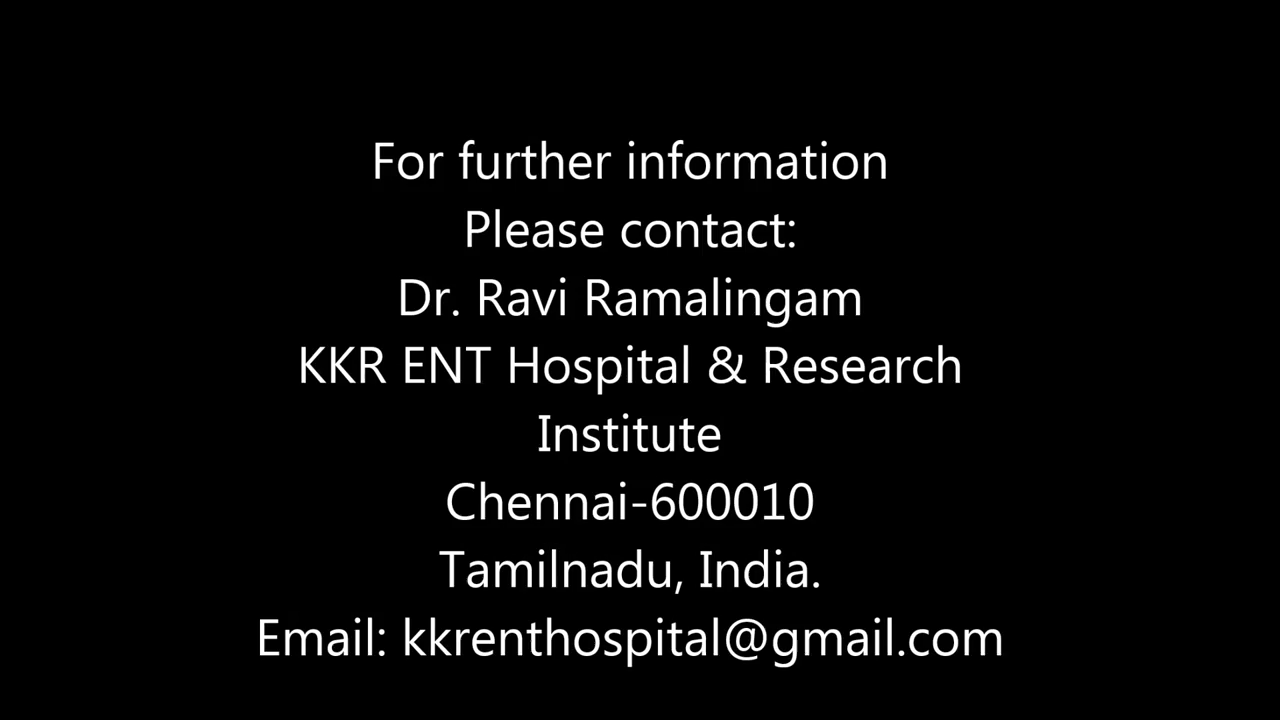 For further information
Please contact:
Dr. Ravi Ramalingam
KKR ENT Hospital & Research
Institute
Chennai-600010
Tamilnadu, India.
Email: kkrenthospital@gmail.com